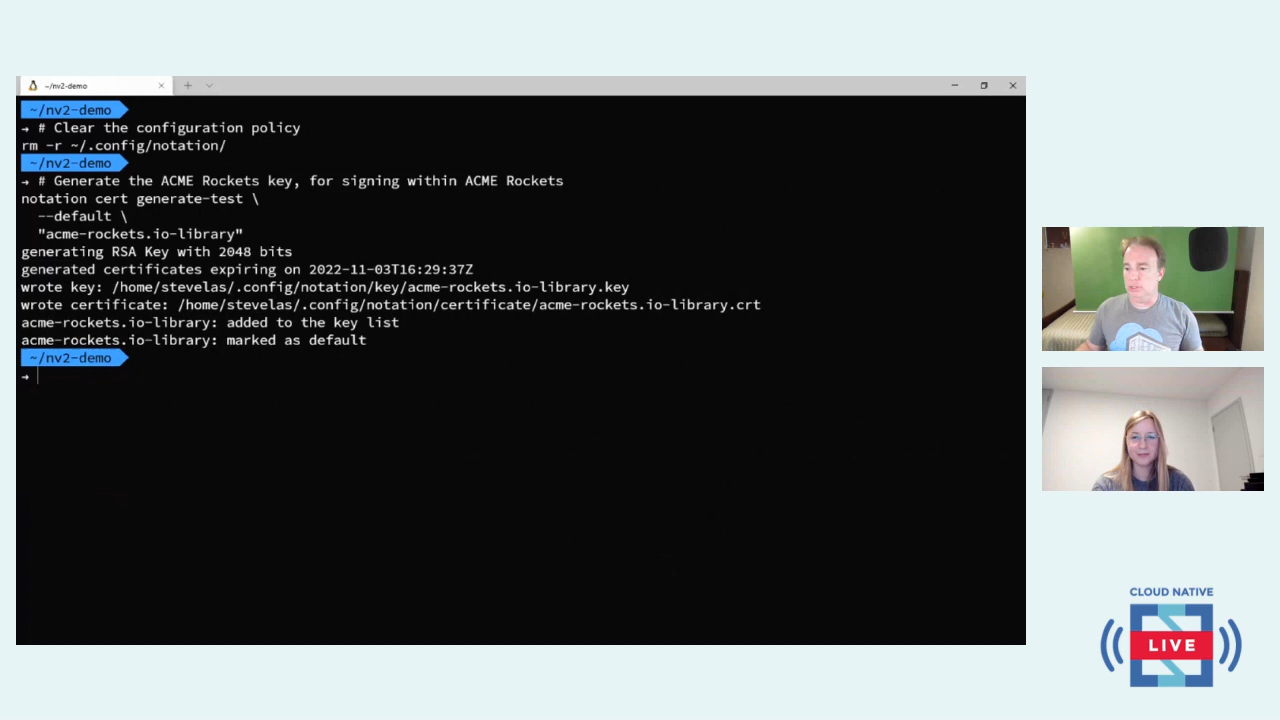 ~/nv2-demo
~/nv2-demo
→ # Clear the configuration policy
rm -r ~/.config/notation/
~/nv2-demo
→ # Generate the ACME Rockets key, for signing within ACME Rockets
notation cert generate-test \
--default \
"acme-rockets.io-library"
generating RSA Key with 2048 bits
generated certificates expiring on 2022-11-03T16:29:37Z
wrote key: /home/stevelas/.config/notation/key/acme-rockets.io-library.key
wrote certificate: /home/stevelas/.config/notation/certificate/acme-rockets.io-library.crt
acme-rockets.io-library: added to the key list
acme-rockets.io-library: marked as default
~/nv2-demo
→
CLOUD NATIVE
LIVE